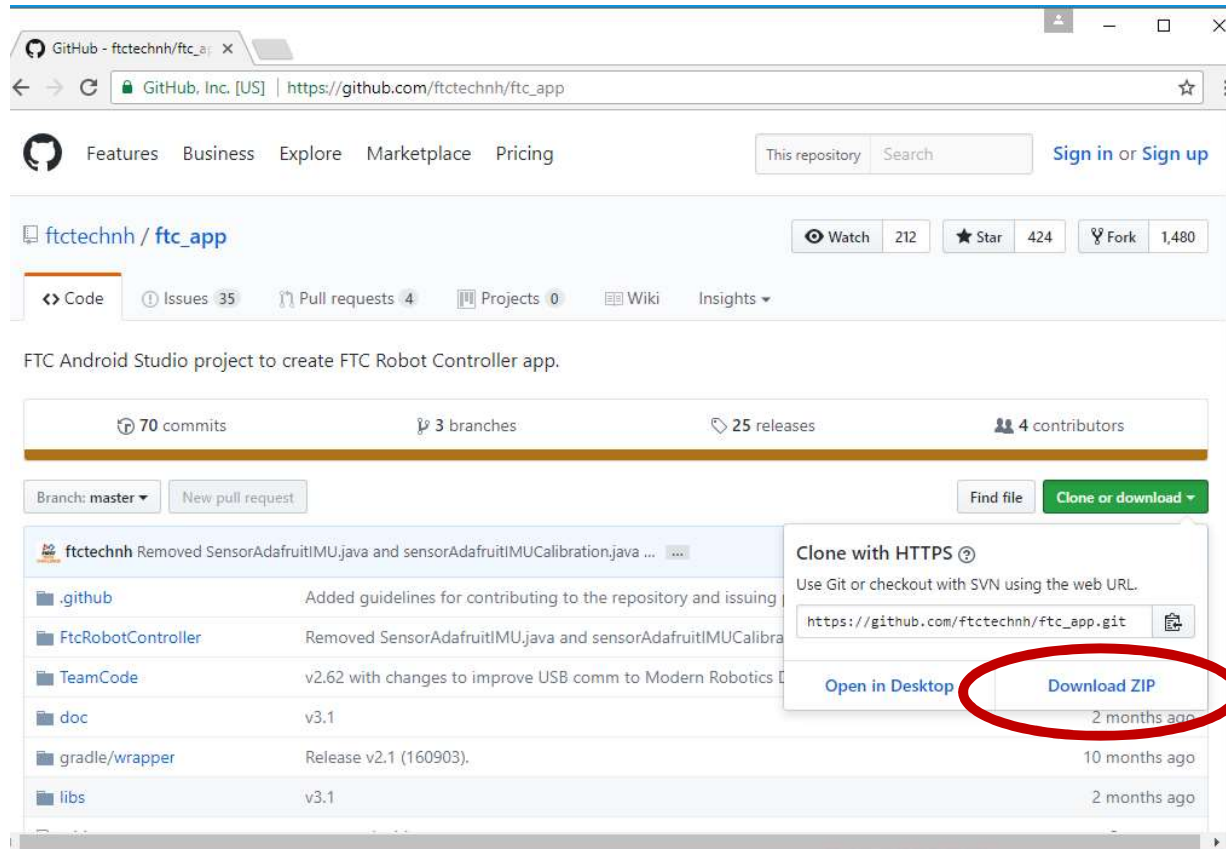 GitHub - ftctechnh/ftc_a
GitHub, Inc. [US] | https://github.com/ftctechnh/ftc_app
Features Business Explore Marketplace Pricing This repository Search Sign in or Sign up
ftctechnh / ftc_app Watch 212 Star 424 Fork 1,480
Code Issues 35 Pull requests 4 Projects 0 Wiki Insights
FTC Android Studio project to create FTC Robot Controller app.
70 commits 3 branches 25 releases 4 contributors
Branch: master New pull request Find file Clone or download
ftctechnh Removed SensorAdafruitIMU.java and sensorAdafruitIMUCalibration.java ... ...
Clone with HTTPS
Use Git or checkout with SVN using the web URL.
https://github.com/ftctechnh/ftc_app.git
Open in Desktop Download ZIP
.github Added guidelines for contributing to the repository and issuing
FtcRobotController Removed SensorAdafruitIMU.java and sensorAdafruitIMUCalibra
TeamCode v2.62 with changes to improve USB comm to Modern Robotics
doc v3.1 2 months ago
gradle/wrapper Release v2.1 (160903). 10 months ago
libs v3.1 2 months ago